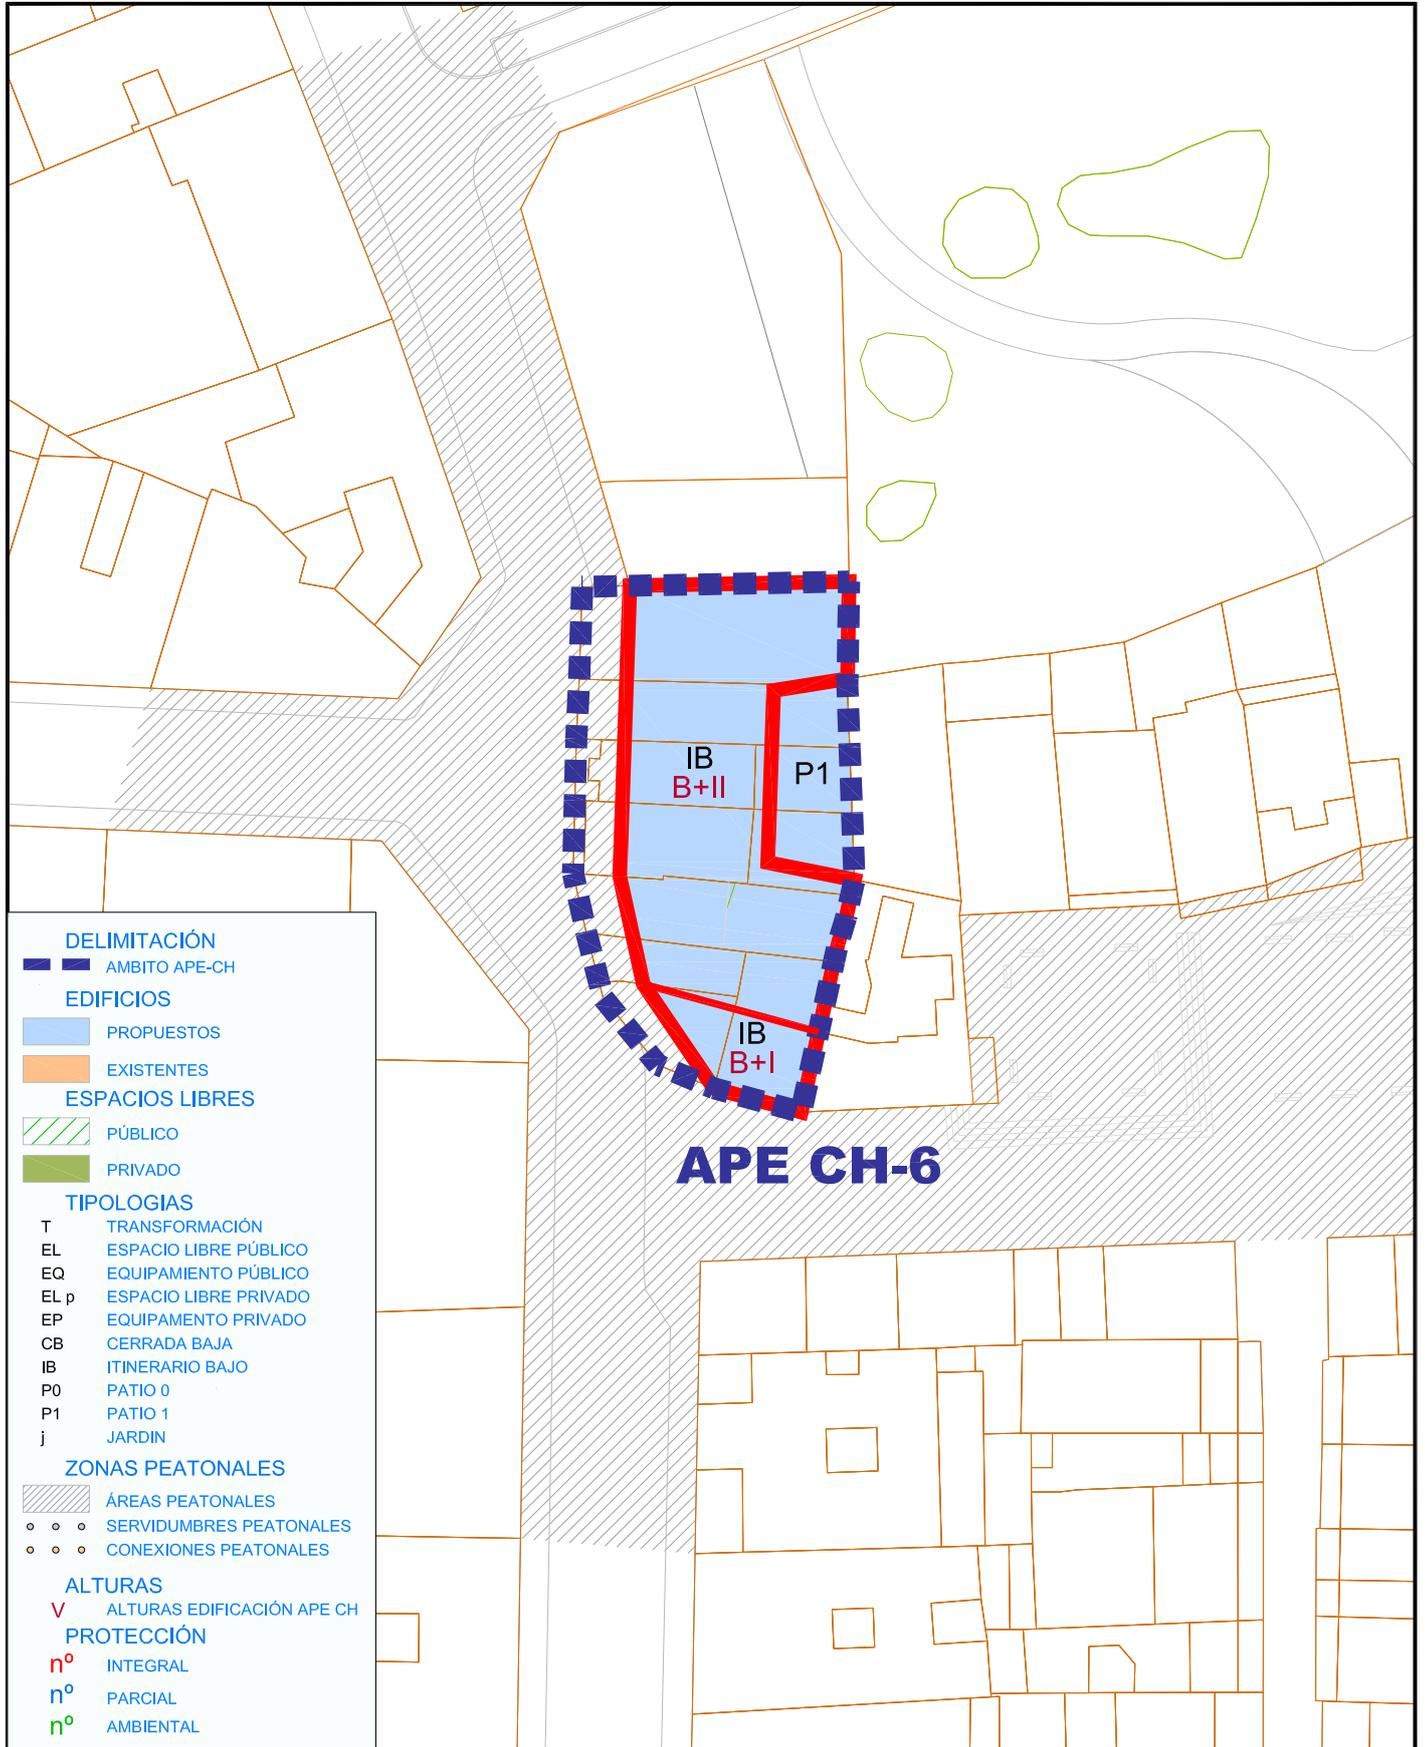 IB
B+II
P1
IB
B+I
APE CH-6
DELIMITACIÓN
AMBITO APE-CH
EDIFICIOS
PROPUESTOS
EXISTENTES
ESPACIOS LIBRES
PÚBLICO
PRIVADO
TIPOLOGIAS
T TRANSFORMACIÓN
EL ESPACIO LIBRE PÚBLICO
EQ EQUIPAMIENTO PÚBLICO
EL p ESPACIO LIBRE PRIVADO
EP EQUIPAMENTO PRIVADO
CB CERRADA BAJA
IB ITINERARIO BAJO
P0 PATIO 0
P1 PATIO 1
j JARDIN
ZONAS PEATONALES
ÁREAS PEATONALES
SERVIDUMBRES PEATONALES
CONEXIONES PEATONALES
ALTURAS
V ALTURAS EDIFICACIÓN APE CH
PROTECCIÓN
nº INTEGRAL
nº PARCIAL
nº AMBIENTAL